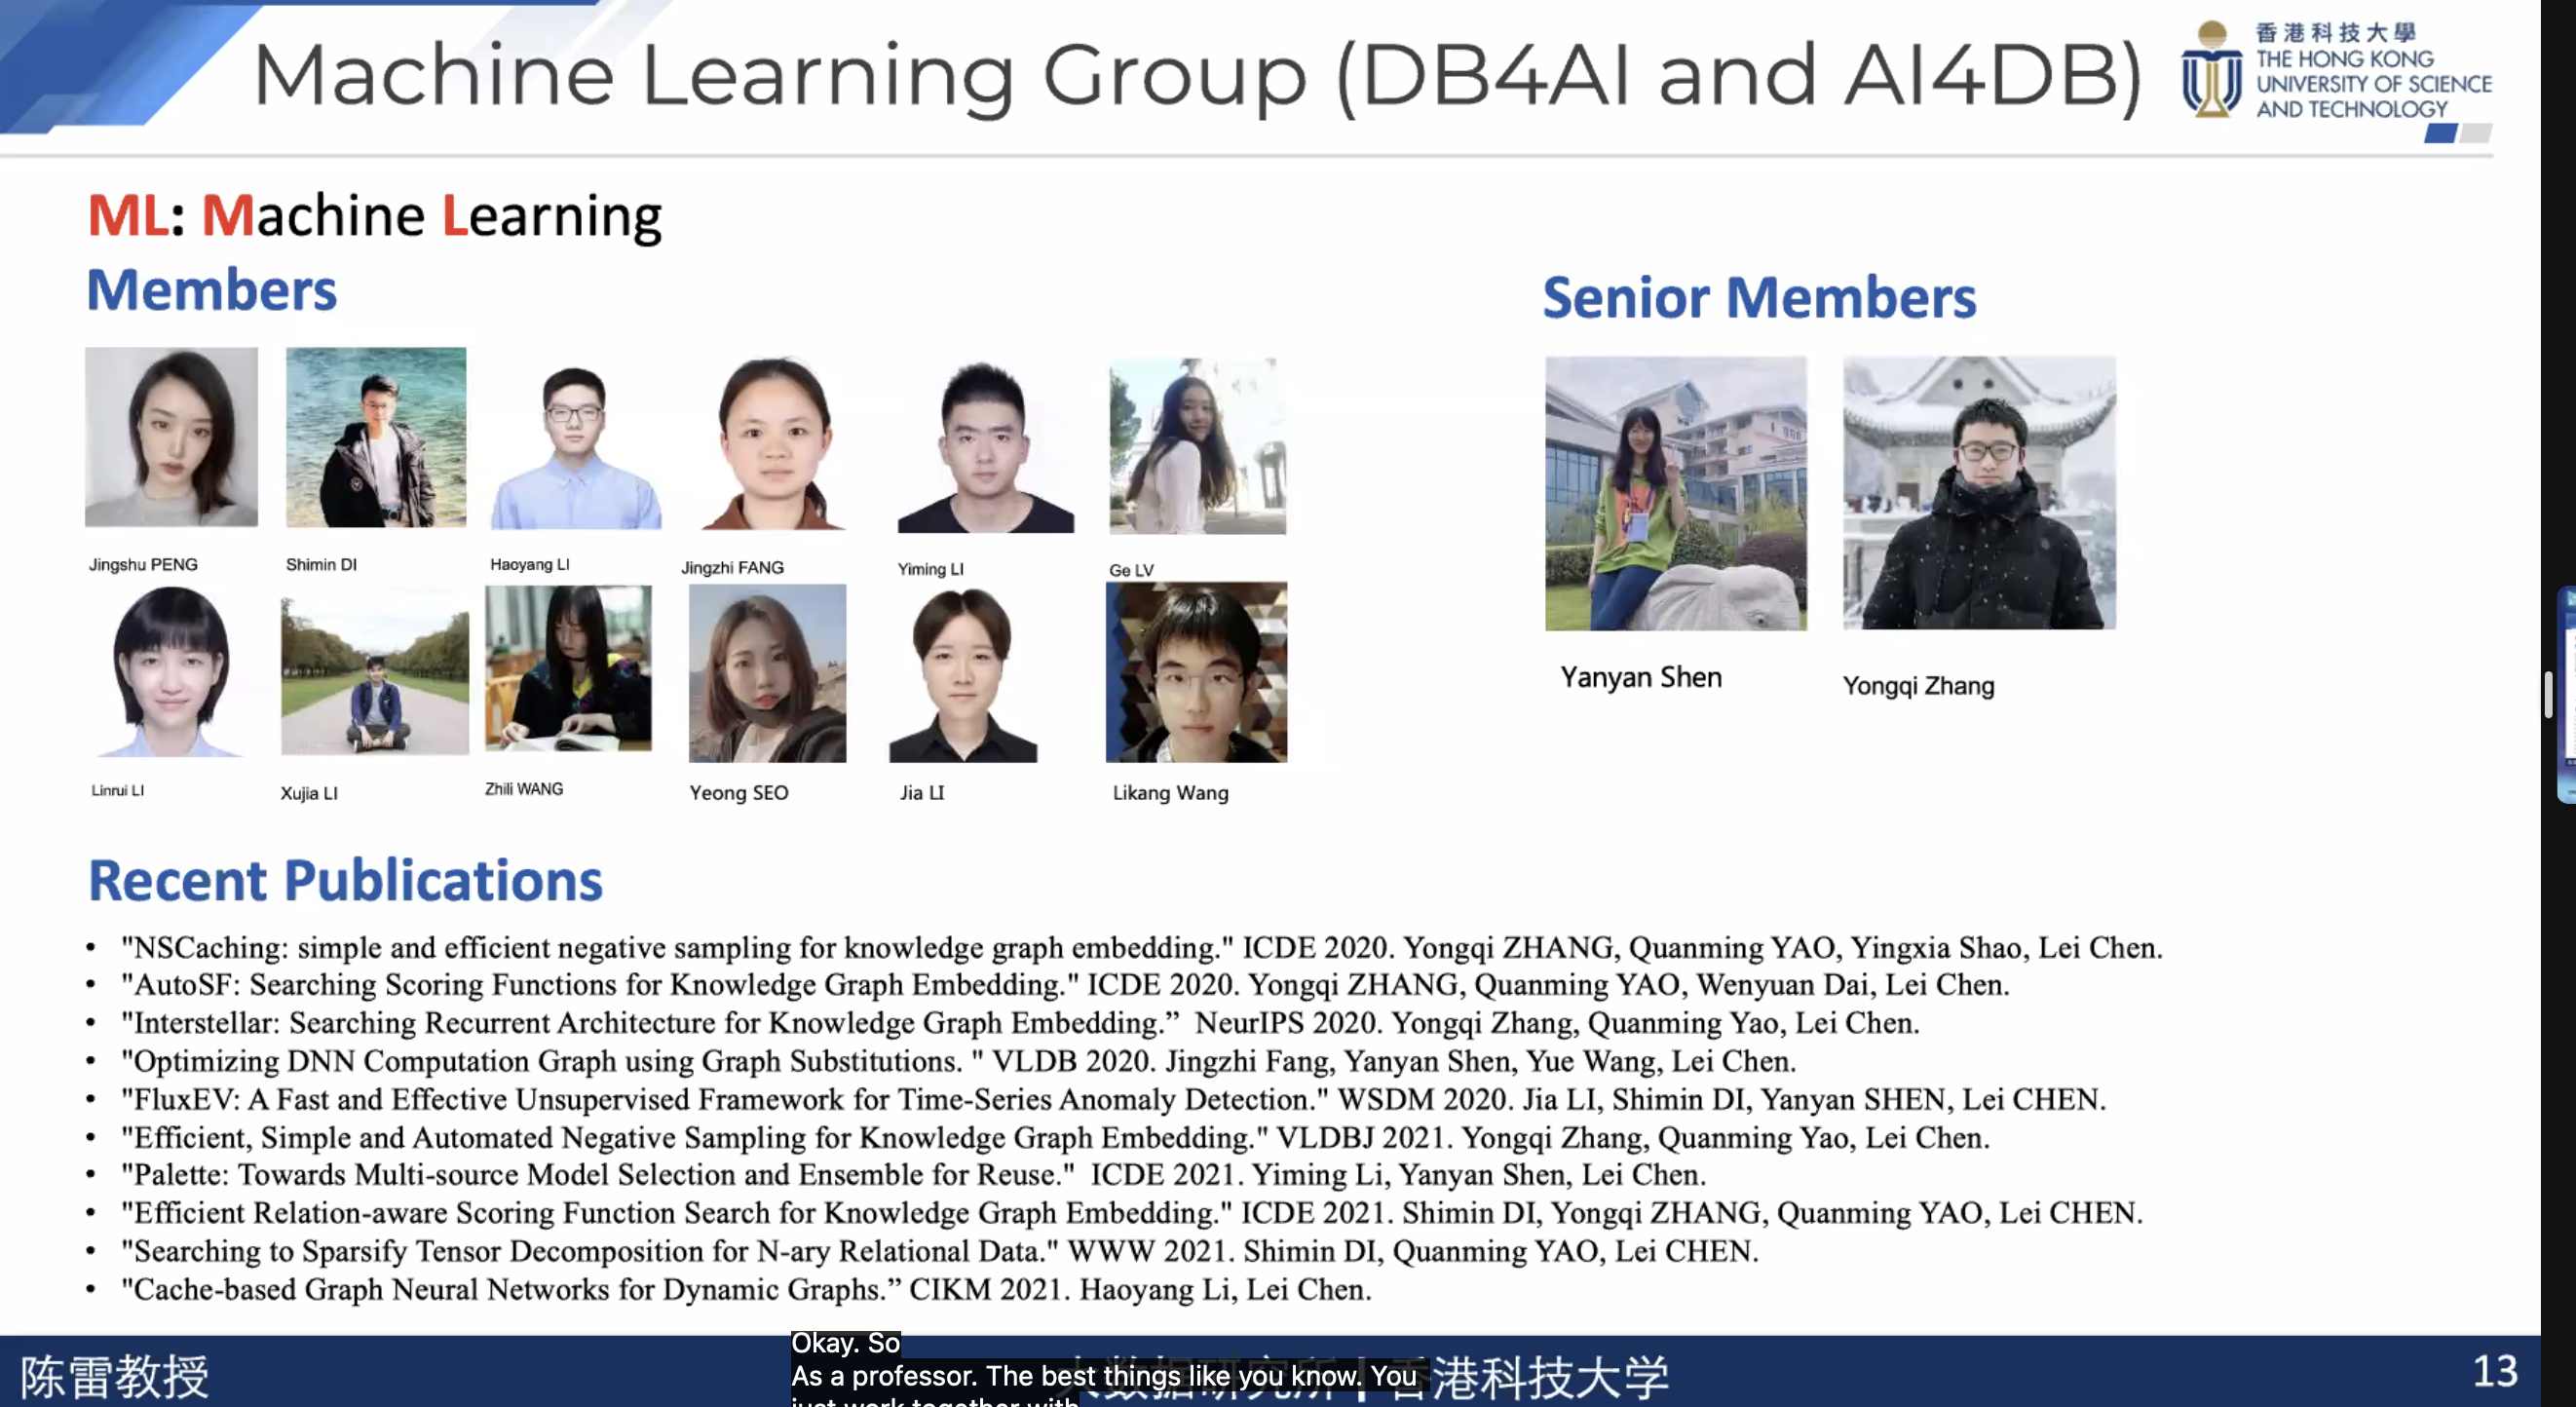 Machine Learning Group (DB4AI and AI4DB)
香港科技大學
THE HONG KONG
UNIVERSITY OF SCIENCE
AND TECHNOLOGY
ML: Machine Learning
Members
Senior Members
Jingshu PENG
Shimin DI
Haoyang LI
Jingzhi FANG
Yiming LI
Ge LV
Linrui LI
Xujia LI
Zhili WANG
Yeong SEO
Jia LI
Likang Wang
Yanyan Shen
Yongqi Zhang
Recent Publications
• "NSCaching: simple and efficient negative sampling for knowledge graph embedding." ICDE 2020. Yongqi ZHANG, Quanming YAO, Yingxia Shao, Lei Chen.
• "AutoSF: Searching Scoring Functions for Knowledge Graph Embedding." ICDE 2020. Yongqi ZHANG, Quanming YAO, Wenyuan Dai, Lei Chen.
• "Interstellar: Searching Recurrent Architecture for Knowledge Graph Embedding.” NeurIPS 2020. Yongqi Zhang, Quanming Yao, Lei Chen.
• "Optimizing DNN Computation Graph using Graph Substitutions. " VLDB 2020. Jingzhi Fang, Yanyan Shen, Yue Wang, Lei Chen.
• "FluxEV: A Fast and Effective Unsupervised Framework for Time-Series Anomaly Detection." WSDM 2020. Jia LI, Shimin DI, Yanyan SHEN, Lei CHEN.
• "Efficient, Simple and Automated Negative Sampling for Knowledge Graph Embedding." VLDBJ 2021. Yongqi Zhang, Quanming Yao, Lei Chen.
• "Palette: Towards Multi-source Model Selection and Ensemble for Reuse." ICDE 2021. Yiming Li, Yanyan Shen, Lei Chen.
• "Efficient Relation-aware Scoring Function Search for Knowledge Graph Embedding." ICDE 2021. Shimin DI, Yongqi ZHANG, Quanming YAO, Lei CHEN.
• "Searching to Sparsify Tensor Decomposition for N-ary Relational Data." WWW 2021. Shimin DI, Quanming YAO, Lei CHEN.
• "Cache-based Graph Neural Networks for Dynamic Graphs.” CIKM 2021. Haoyang Li, Lei Chen.
陈雷教授
大数据研究所 | 香港科技大学
13
Okay. So
As a professor. The best things like you know. You
just work together with